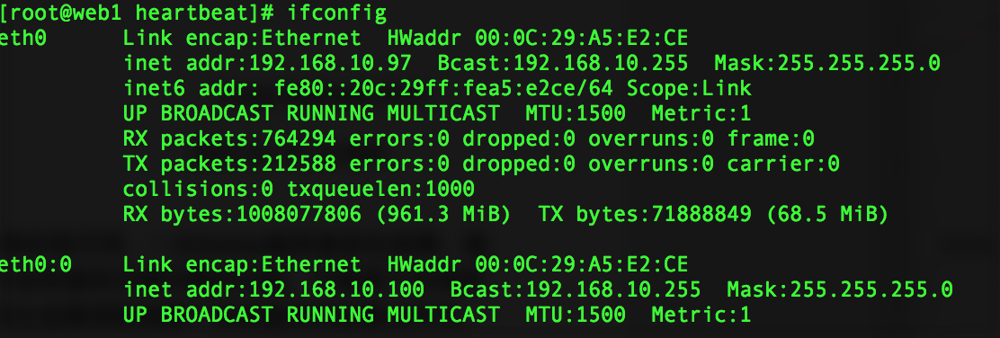 [root@web1 heartbeat]# ifconfig
eth0 Link encap:Ethernet HWaddr 00:0C:29:A5:E2:CE
inet addr:192.168.10.97 Bcast:192.168.10.255 Mask:255.255.255.0
inet6 addr: fe80::20c:29ff:fea5:e2ce/64 Scope:Link
UP BROADCAST RUNNING MULTICAST MTU:1500 Metric:1
RX packets:764294 errors:0 dropped:0 overruns:0 frame:0
TX packets:212588 errors:0 dropped:0 overruns:0 carrier:0
collisions:0 txqueuelen:1000
RX bytes:1008077806 (961.3 MiB) TX bytes:71888849 (68.5 MiB)
eth0:0 Link encap:Ethernet HWaddr 00:0C:29:A5:E2:CE
inet addr:192.168.10.100 Bcast:192.168.10.255 Mask:255.255.255.0
UP BROADCAST RUNNING MULTICAST MTU:1500 Metric:1